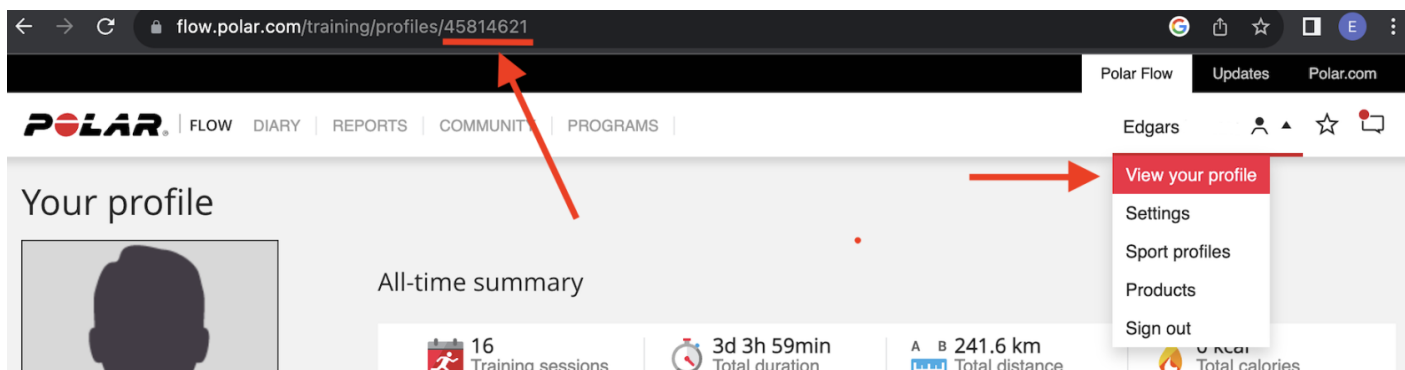 flow.polar.com/training/profiles/45814621
G
E
Polar Flow Updates Polar.com
POLAR. FLOW DIARY REPORTS COMMUNITY PROGRAMS Edgars
View your profile
Your profile
Settings
Sport profiles
All-time summary
Products
Sign out
16 3d 3h 59min A B 241.6 km 0 kcal
Training sessions Total duration Total distance Total calories